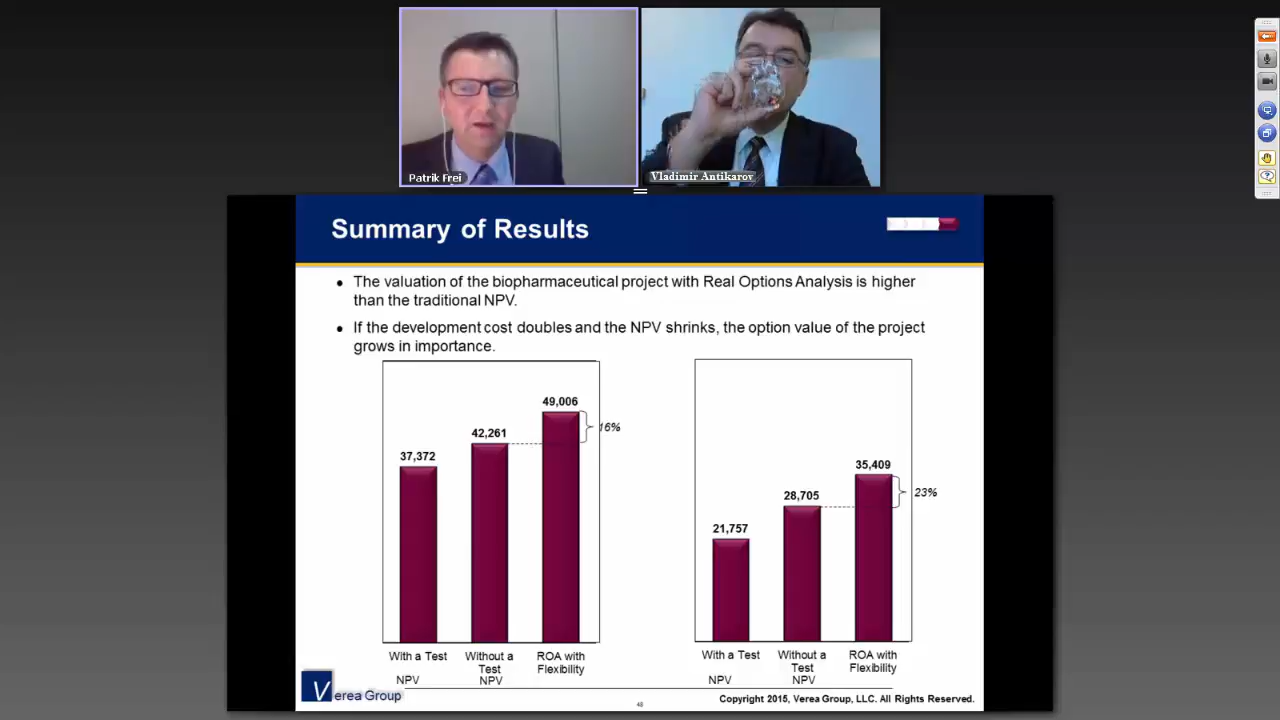 Patrik Frei
Vladimir Antikarov
Summary of Results
• The valuation of the biopharmaceutical project with Real Options Analysis is higher
than the traditional NPV.
• If the development cost doubles and the NPV shrinks, the option value of the project
grows in importance.
49,006
16%
42,261
37,372
With a Test
Without a
Test
ROA with
Flexibility
NPV
NPV
35,409
23%
28,705
21,757
With a Test
Without a
Test
ROA with
Flexibility
NPV
NPV
Verea Group
Copyright 2015, Verea Group, LLC. All Rights Reserved.